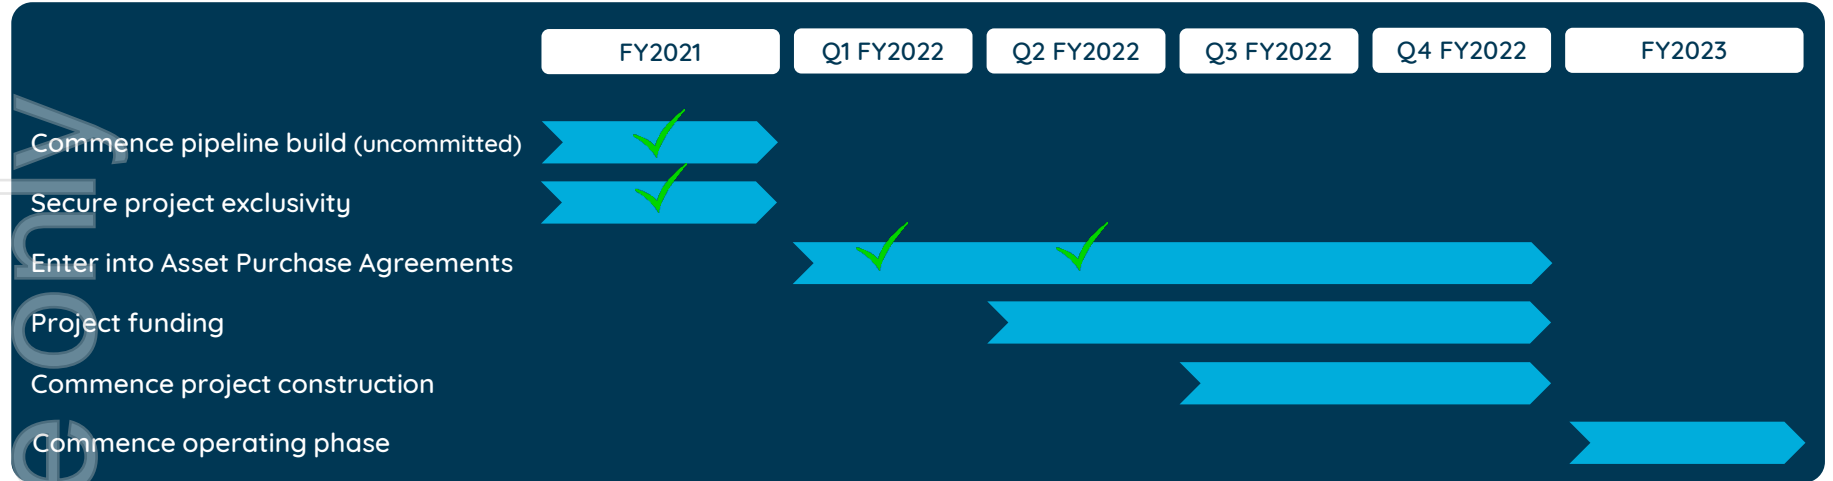 FY2021 Q1 FY2022 Q2 FY2022 Q3 FY2022 Q4 FY2022 FY2023
Commence pipeline build (uncommitted)
Secure project exclusivity
Enter into Asset Purchase Agreements
Project funding
Commence project construction
Commence operating phase
e only